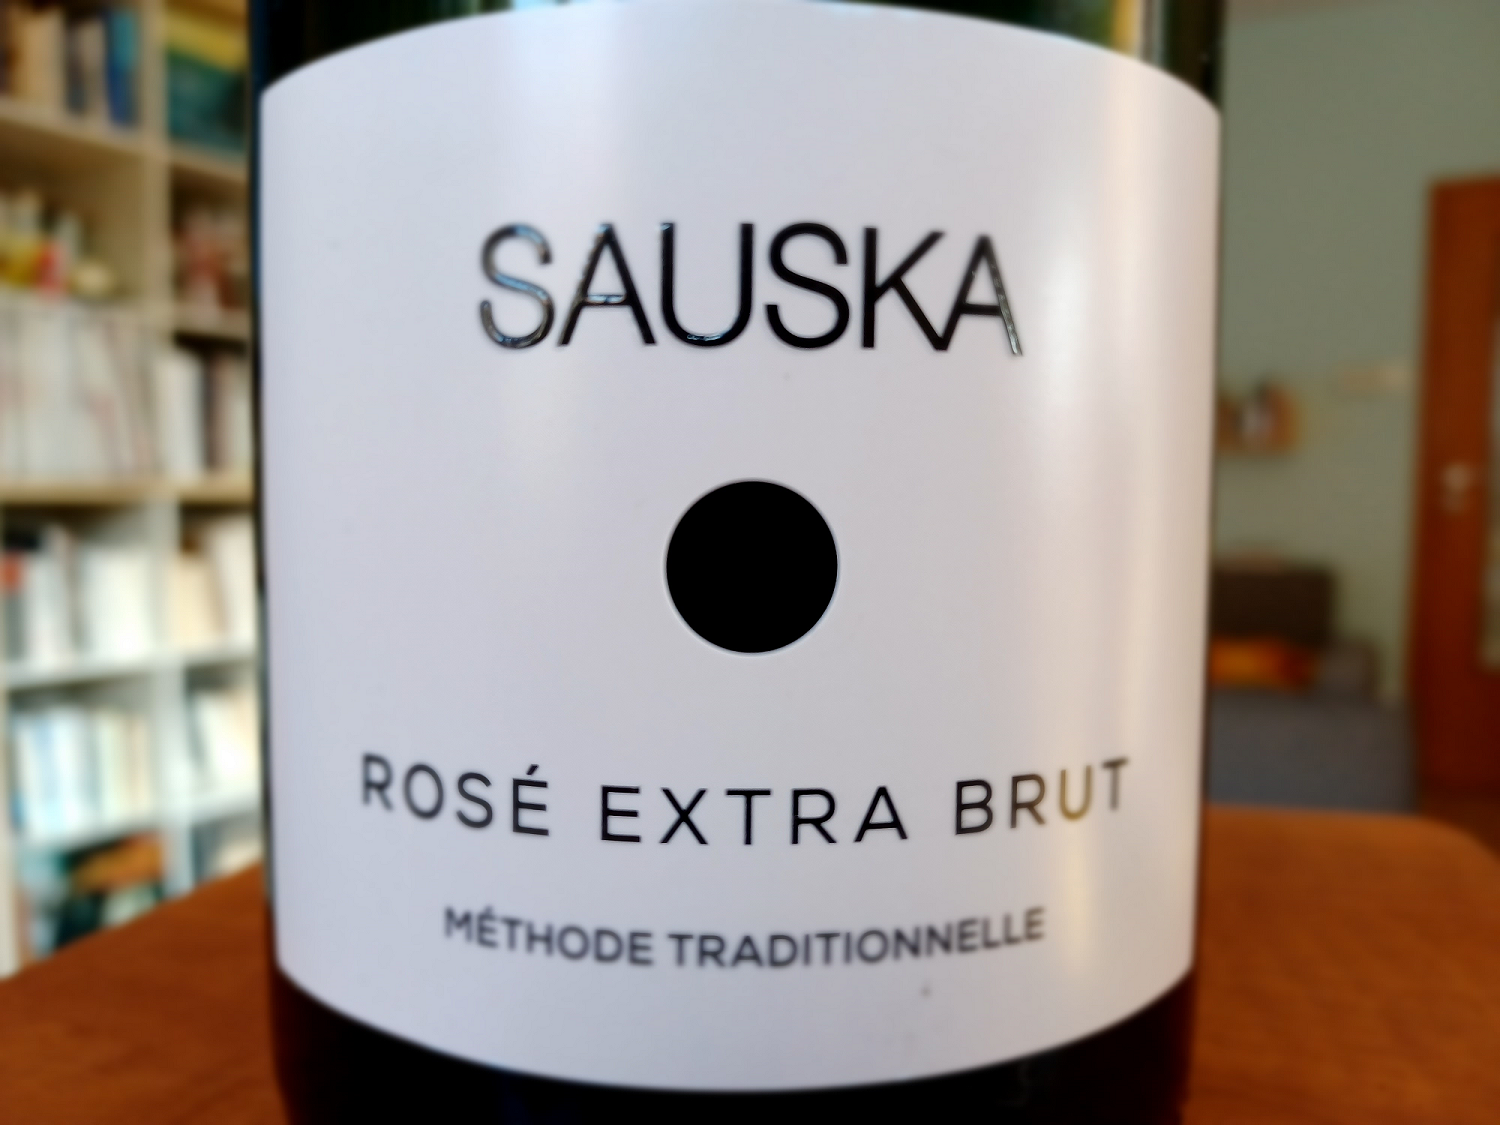 SAUSKA
ROSÉ EXTRA BRUT
MÉTHODE TRADITIONNELLE